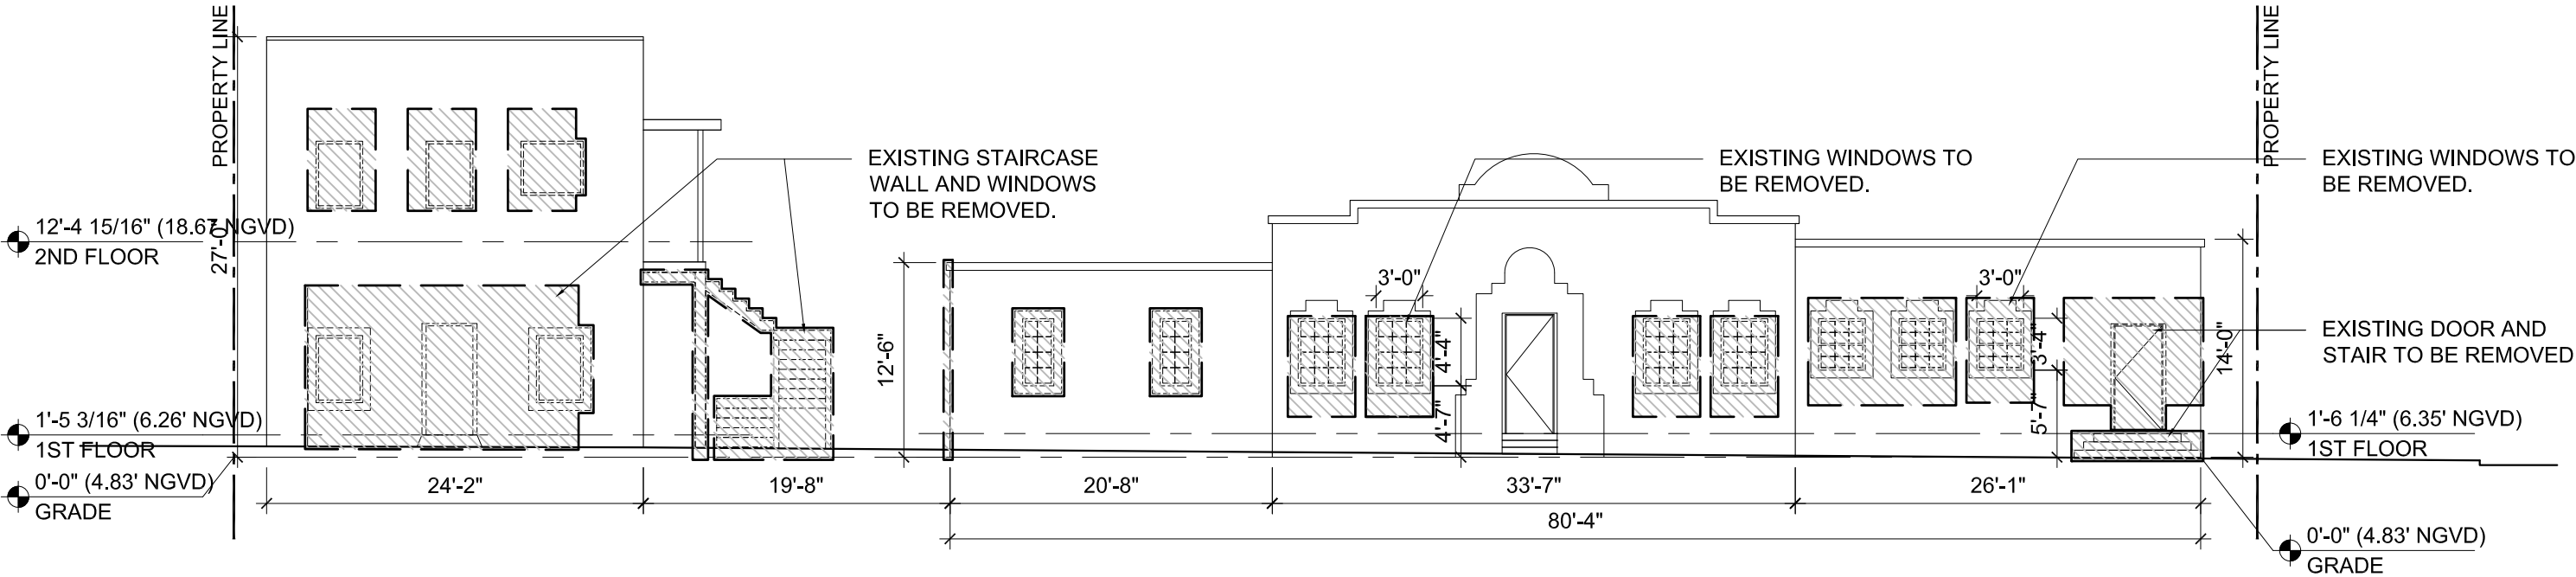 PROPERTY LINE
PROPERTY LINE
EXISTING STAIRCASE
WALL AND WINDOWS
TO BE REMOVED.
EXISTING WINDOWS TO
BE REMOVED.
EXISTING WINDOWS TO
BE REMOVED.
12'-4 15/16" (18.67 NGVD)
2ND FLOOR
27'-0"
3'-0"
3'-0"
EXISTING DOOR AND
STAIR TO BE REMOVED
12'-6"
4'-4"
3'-4"
14'-0"
1'-5 3/16" (6.26' NGVD)
1ST FLOOR
4'-7"
5'-7"
1'-6 1/4" (6.35' NGVD)
1ST FLOOR
0'-0" (4.83' NGVD)
GRADE
24'-2"
19'-8"
20'-8"
33'-7"
26'-1"
80'-4"
0'-0" (4.83' NGVD)
GRADE